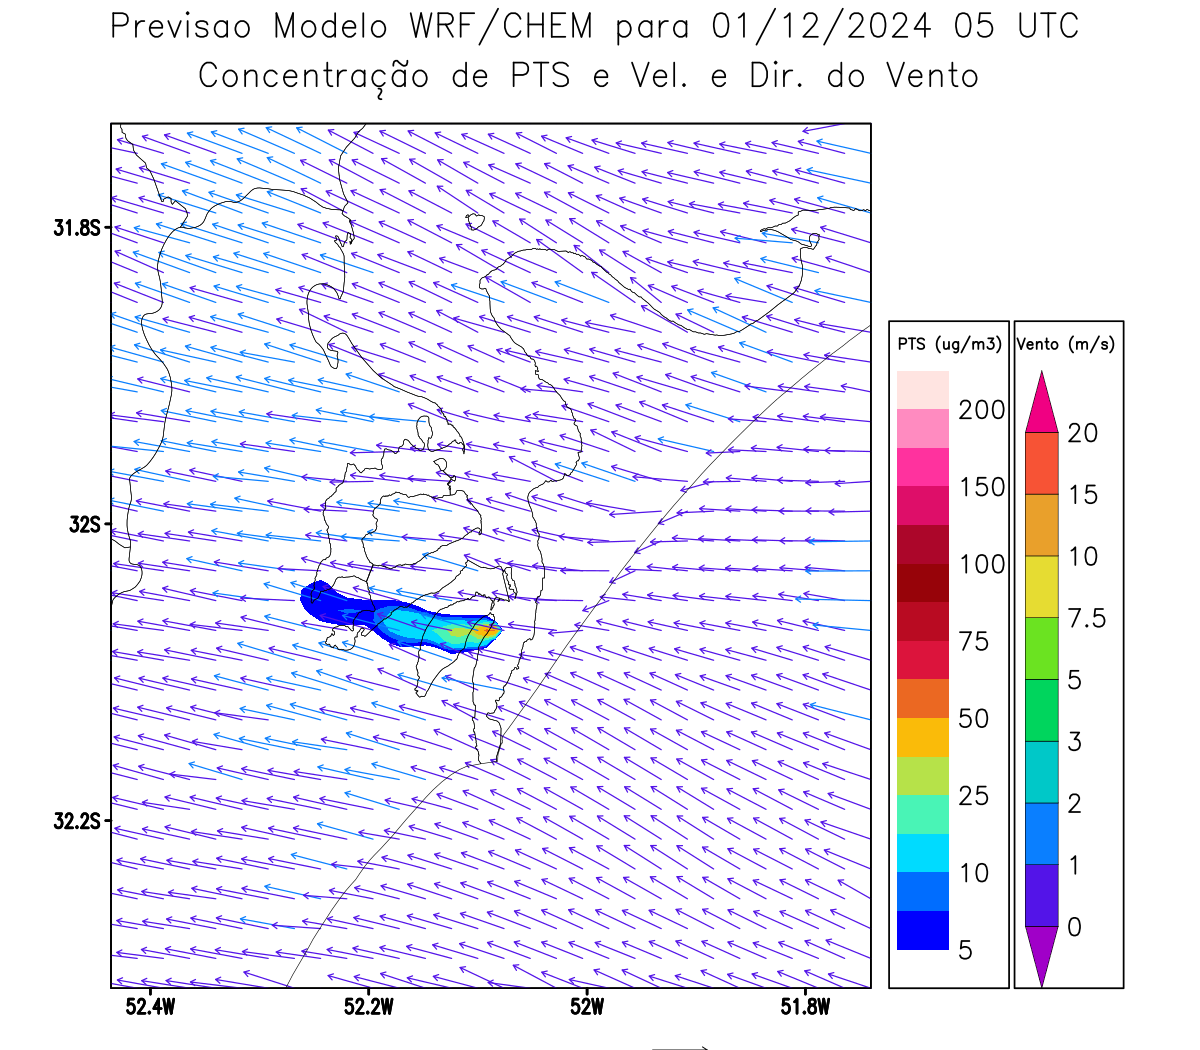 Previsao Modelo WRF/CHEM para 01/12/2024 05 UTC
Concentração de PTS e Vel. e Dir. do Vento
31.8S
32S
32.2S
52.4W 52.2W 52W 51.8W
PTS (ug/m3)
200
150
100
75
50
25
10
5
Vento (m/s)
20
15
10
7.5
5
3
2
1
0